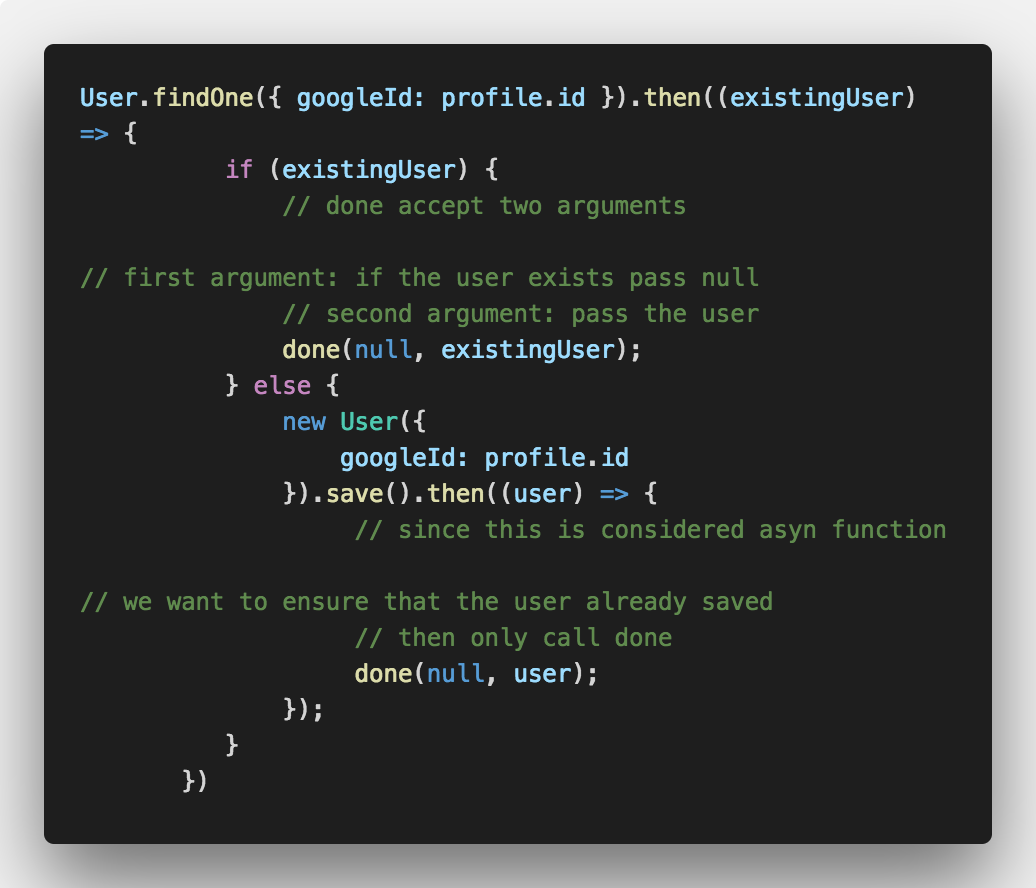 User.findOne({ googleId: profile.id }).then((existingUser)
=> {
if (existingUser) {
// done accept two arguments
// first argument: if the user exists pass null
// second argument: pass the user
done(null, existingUser);
} else {
new User({
googleId: profile.id
}).save().then((user) => {
// since this is considered asyn function
// we want to ensure that the user already saved
// then only call done
done(null, user);
});
}
})